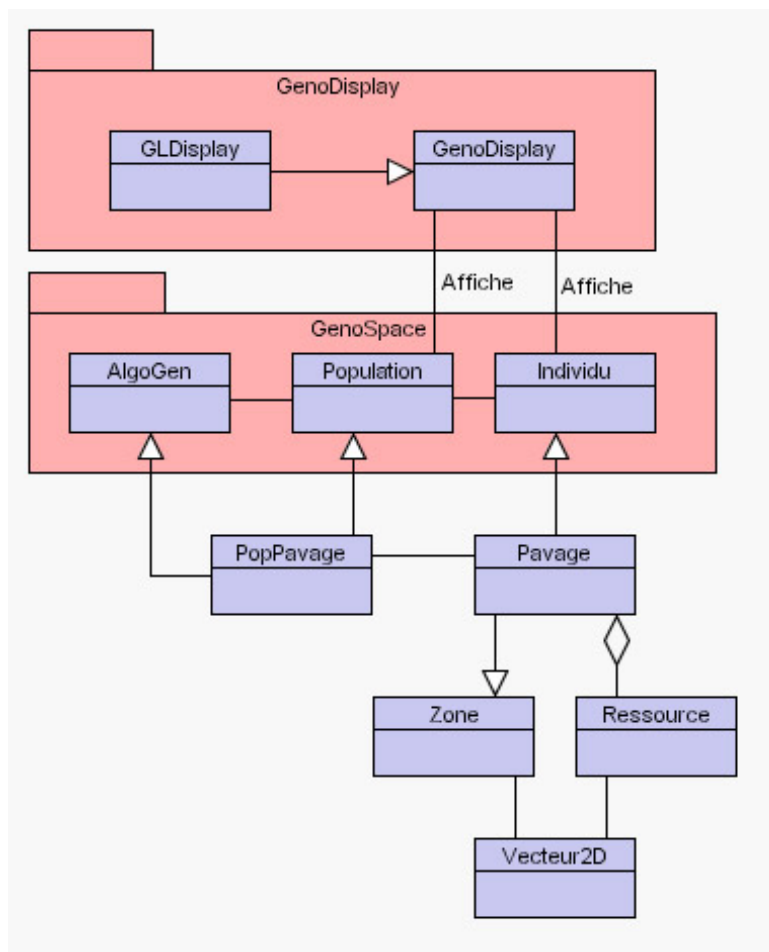 GenoDisplay
GLDisplay
GenoDisplay
Affiche
Affiche
GenoSpace
AlgoGen
Population
Individu
PopPavage
Pavage
Zone
Ressource
Vecteur2D